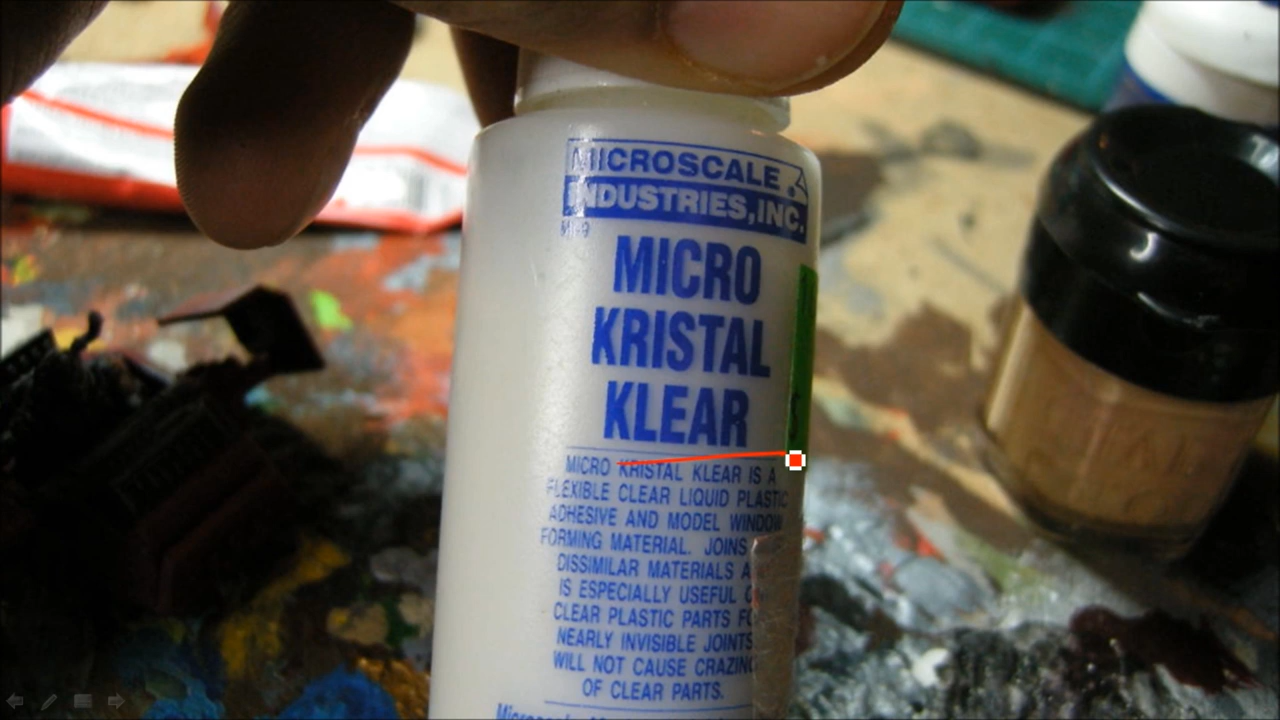 MICROSCALE
INDUSTRIES, INC.
MI-9
MICRO
KRISTAL
KLEAR
MICRO KRISTAL KLEAR IS A
FLEXIBLE CLEAR LIQUID PLASTIC
ADHESIVE AND MODEL WINDOW
FORMING MATERIAL. JOINS
DISSIMILAR MATERIALS A
IS ESPECIALLY USEFUL O
CLEAR PLASTIC PARTS FO
NEARLY INVISIBLE JOINTS
WILL NOT CAUSE CRAZING
OF CLEAR PARTS.